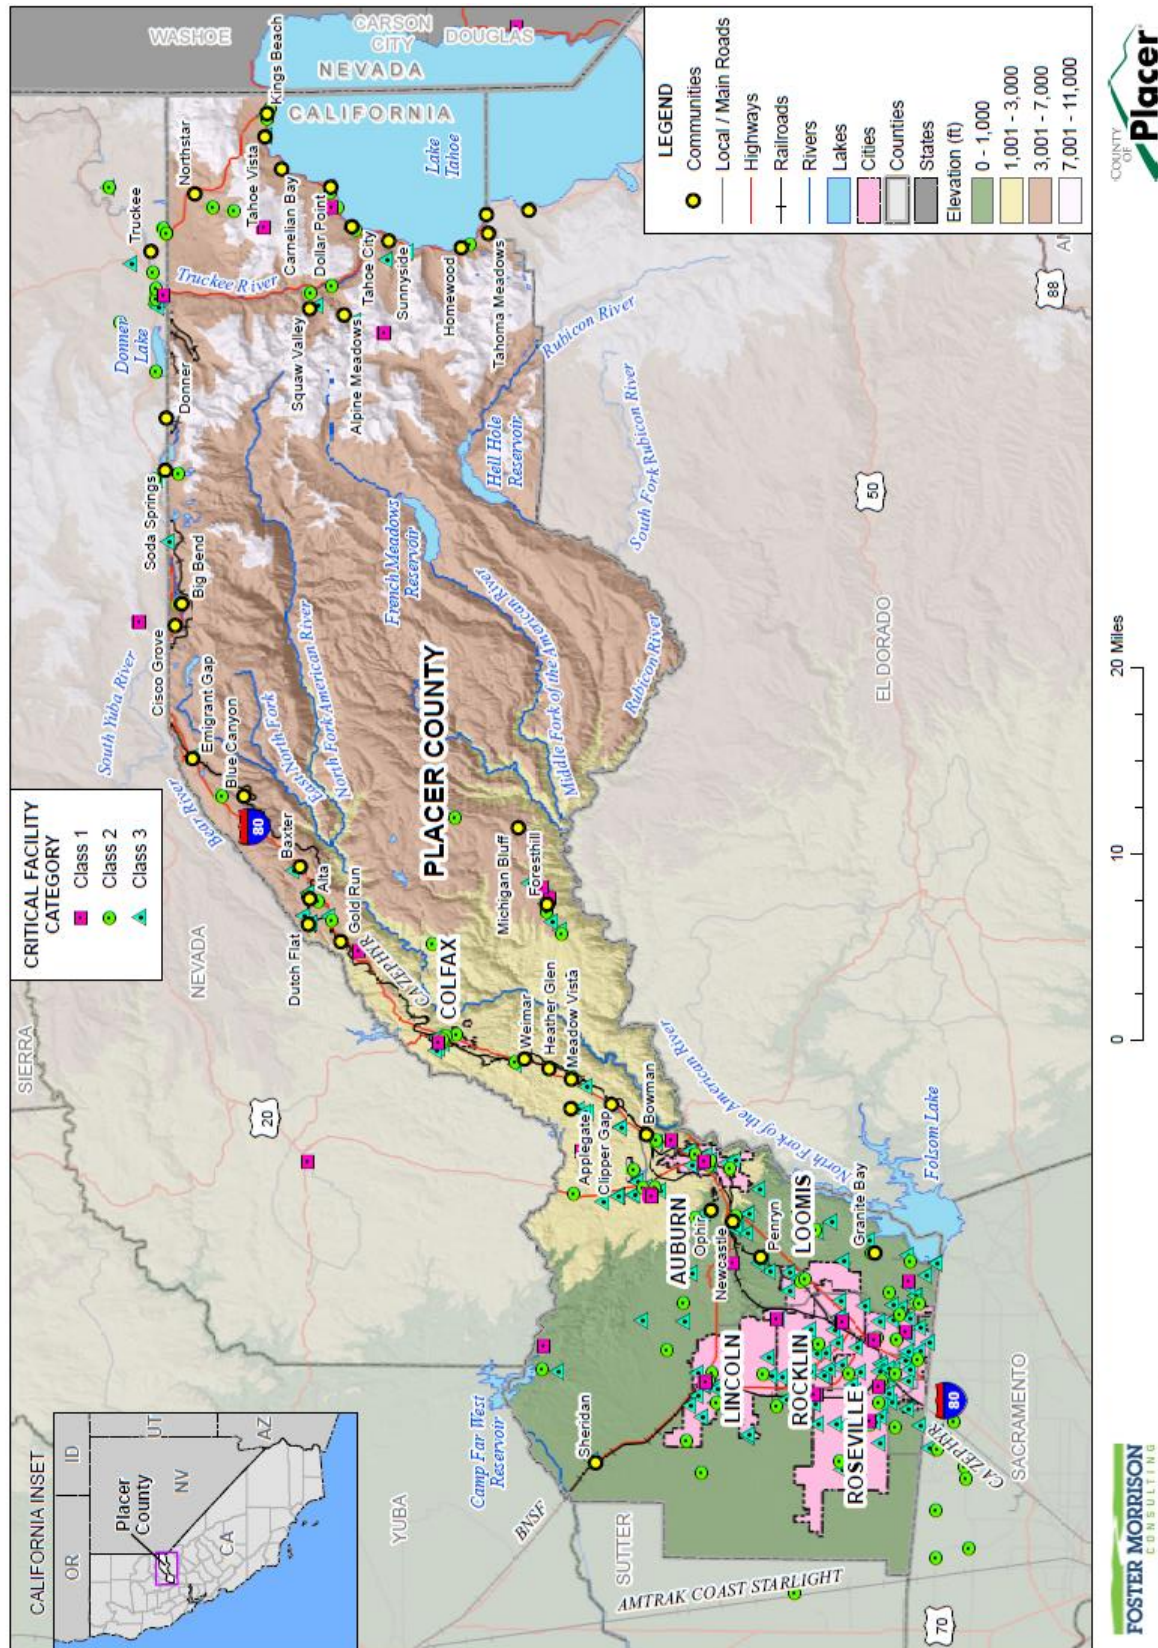 CALIFORNIA INSET
OR
ID
UT
NV
AZ
CA
Placer
County
CRITICAL FACILITY
CATEGORY
Class 1
Class 2
Class 3
LEGEND
Communities
Local / Main Roads
Highways
Railroads
Rivers
Lakes
Cities
Counties
States
Elevation (ft)
0 - 1,000
1,001 - 3,000
3,001 - 7,000
7,001 - 11,000
SIERRA
NEVADA
YUBA
SUTTER
SACRAMENTO
EL DORADO
WASHOE
CARSON
CITY
DOUGLAS
NEVADA
CALIFORNIA
PLACER COUNTY
20
80
80
50
88
70
South Yuba River
Bear River
Donner
Lake
Truckee River
Lake
Tahoe
Truckee
Northstar
Kings Beach
Tahoe Vista
Carnelian Bay
Dollar Point
Tahoe City
Sunnyside
Homewood
Tahoma Meadows
Squaw Valley
Alpine Meadows
Donner
Soda Springs
Big Bend
Cisco Grove
Emigrant Gap
Blue Canyon
Baxter
Alta
Dutch Flat
Gold Run
CA ZEPHYR
COLFAX
East North Fork
North Fork American River
French Meadows
Reservoir
Hell Hole
Reservoir
Rubicon River
South Fork Rubicon River
Middle Fork of the American River
Rubicon River
Michigan Bluff
Foresthill
Weimar
Heather Glen
Meadow Vista
Applegate
Clipper Gap
Bowman
North Fork of the American River
AUBURN
Ophir
Newcastle
Penryn
LOOMIS
Granite Bay
Folsom Lake
LINCOLN
ROCKLIN
ROSEVILLE
Camp Far West
Reservoir
Sheridan
BNSF
AMTRAK COAST STARLIGHT
CA ZEPHYR
0
10
20 Miles
FOSTER MORRISON
CONSULTING
COUNTY
OF
Placer